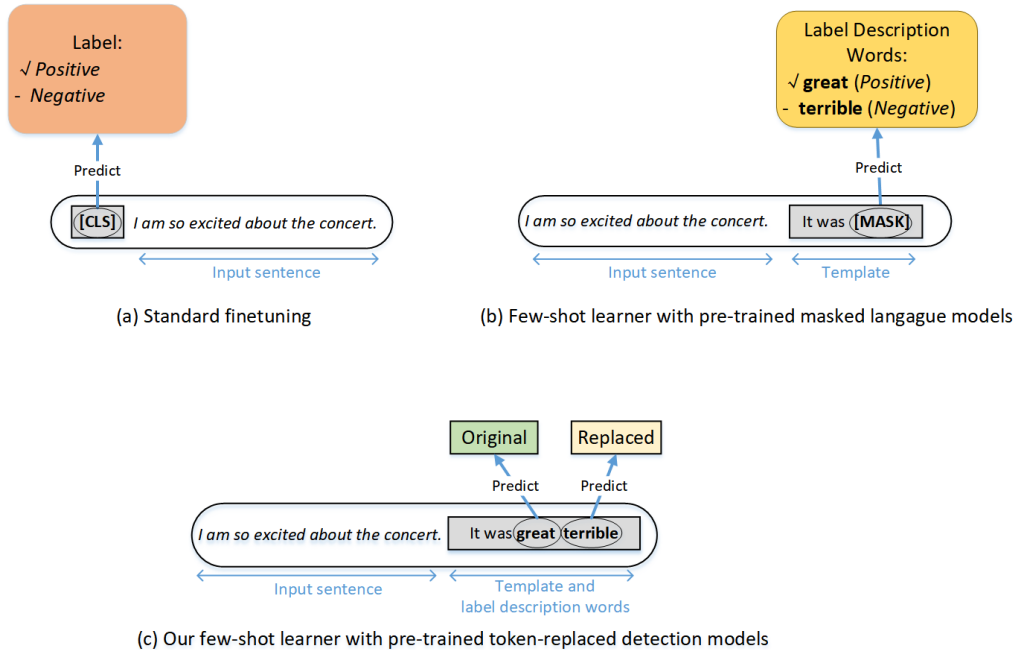 Label:
√ Positive
- Negative
Predict
[CLS] I am so excited about the concert.
Input sentence
(a) Standard finetuning
Label Description
Words:
√ great (Positive)
- terrible (Negative)
Predict
I am so excited about the concert. It was [MASK]
Input sentence Template
(b) Few-shot learner with pre-trained masked langague models
Original Replaced
Predict Predict
I am so excited about the concert. It was great terrible
Input sentence Template and
label description words
(c) Our few-shot learner with pre-trained token-replaced detection models